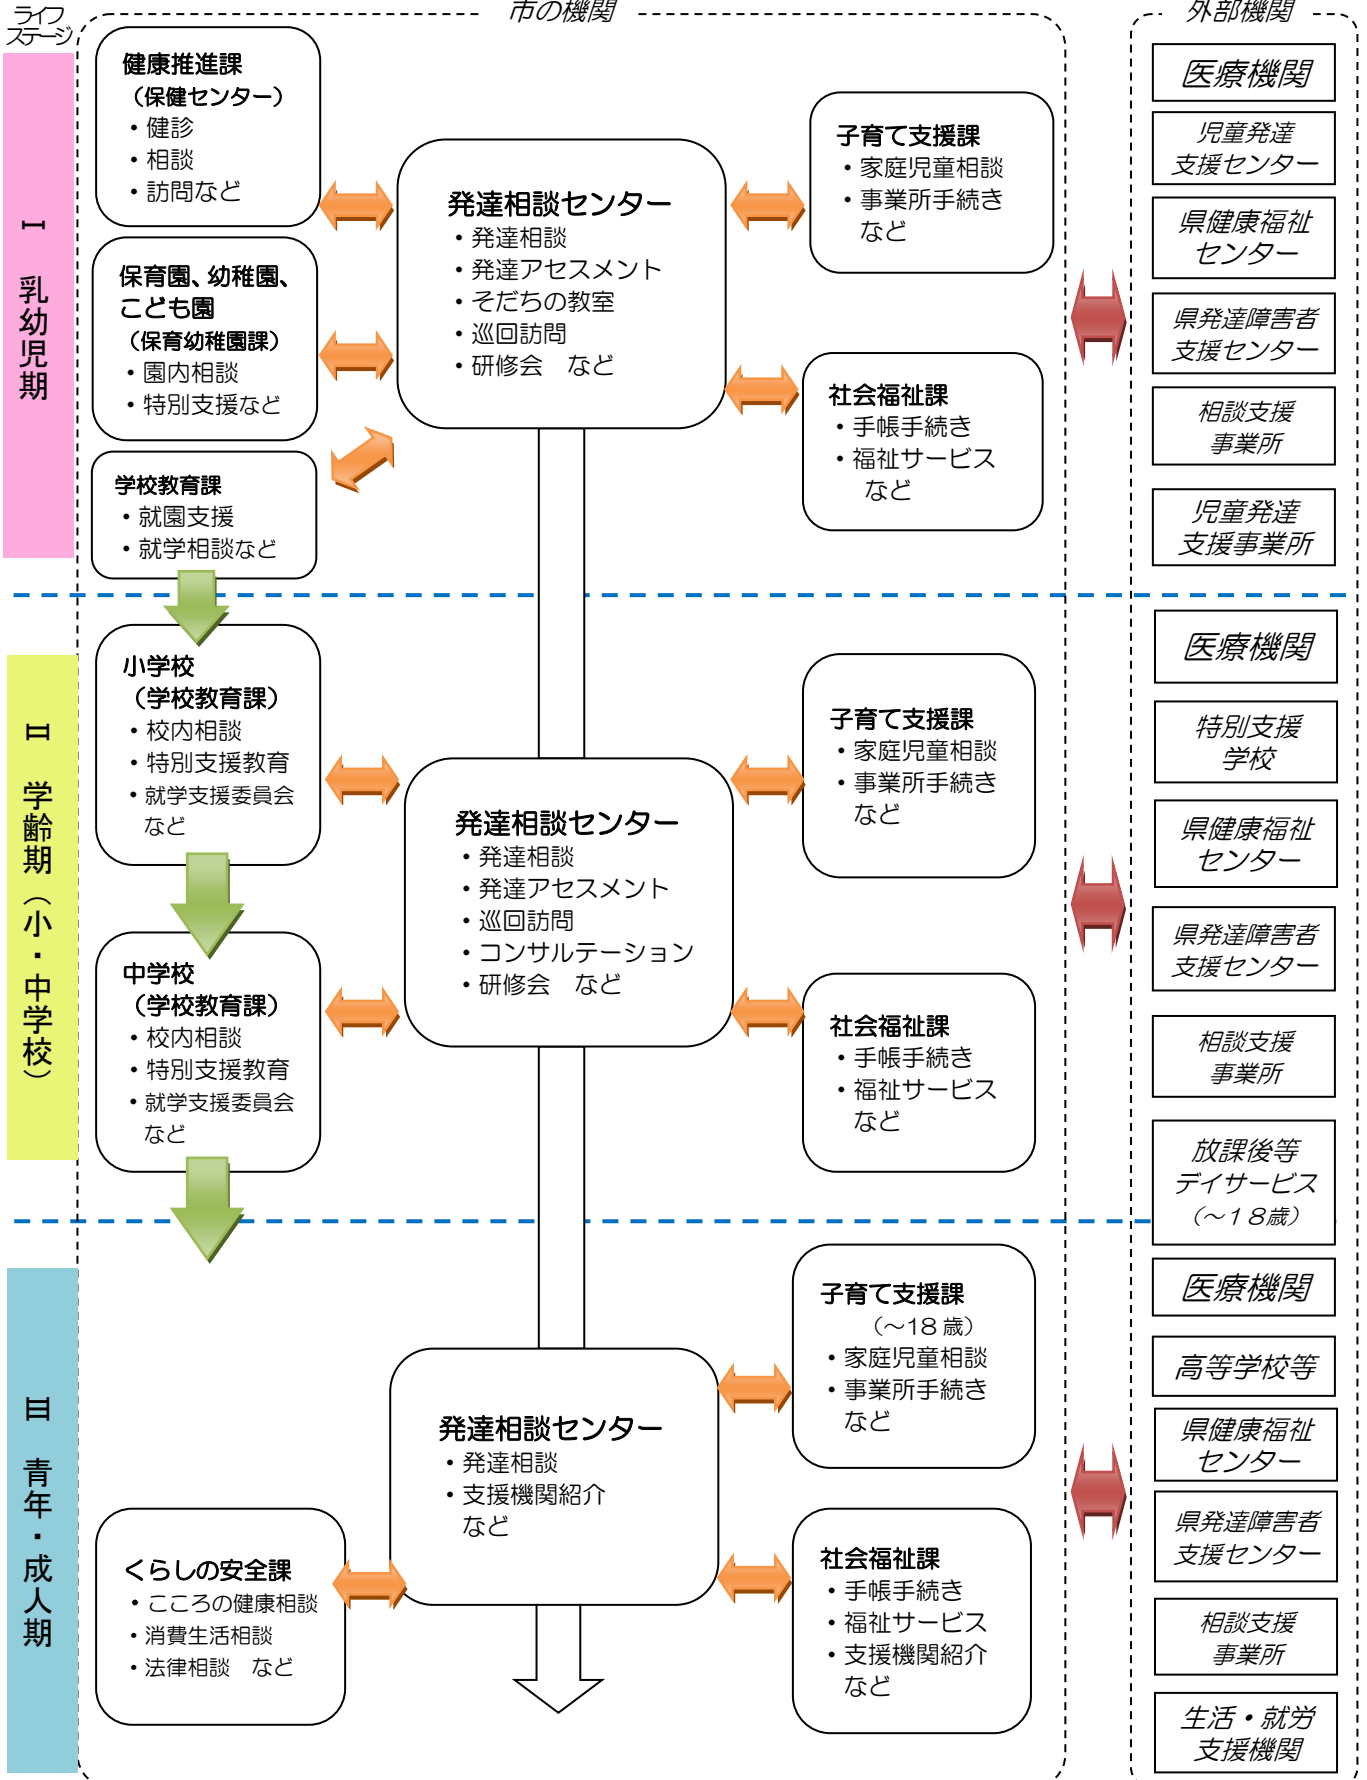 ライフ
ステージ
市の機関
外部機関
Ⅰ　乳幼児期
健康推進課
（保健センター）
・健診
・相談
・訪問など
保育園、幼稚園、
こども園
（保育幼稚園課）
・園内相談
・特別支援など
学校教育課
・就園支援
・就学相談など
発達相談センター
・発達相談
・発達アセスメント
・そだちの教室
・巡回訪問
・研修会　など
子育て支援課
・家庭児童相談
・事業所手続き
など
社会福祉課
・手帳手続き
・福祉サービス
など
医療機関
児童発達
支援センター
県健康福祉
センター
県発達障害者
支援センター
相談支援
事業所
児童発達
支援事業所
Ⅱ　学齢期（小・中学校）
小学校
（学校教育課）
・校内相談
・特別支援教育
・就学支援委員会
など
中学校
（学校教育課）
・校内相談
・特別支援教育
・就学支援委員会
など
発達相談センター
・発達相談
・発達アセスメント
・巡回訪問
・コンサルテーション
・研修会　など
子育て支援課
・家庭児童相談
・事業所手続き
など
社会福祉課
・手帳手続き
・福祉サービス
など
医療機関
特別支援
学校
県健康福祉
センター
県発達障害者
支援センター
相談支援
事業所
放課後等
デイサービス
（～１８歳）
Ⅲ　青年・成人期
くらしの安全課
・こころの健康相談
・消費生活相談
・法律相談　など
発達相談センター
・発達相談
・支援機関紹介
など
子育て支援課
（～18 歳）
・家庭児童相談
・事業所手続き
など
社会福祉課
・手帳手続き
・福祉サービス
・支援機関紹介
など
医療機関
高等学校等
県健康福祉
センター
県発達障害者
支援センター
相談支援
事業所
生活・就労
支援機関